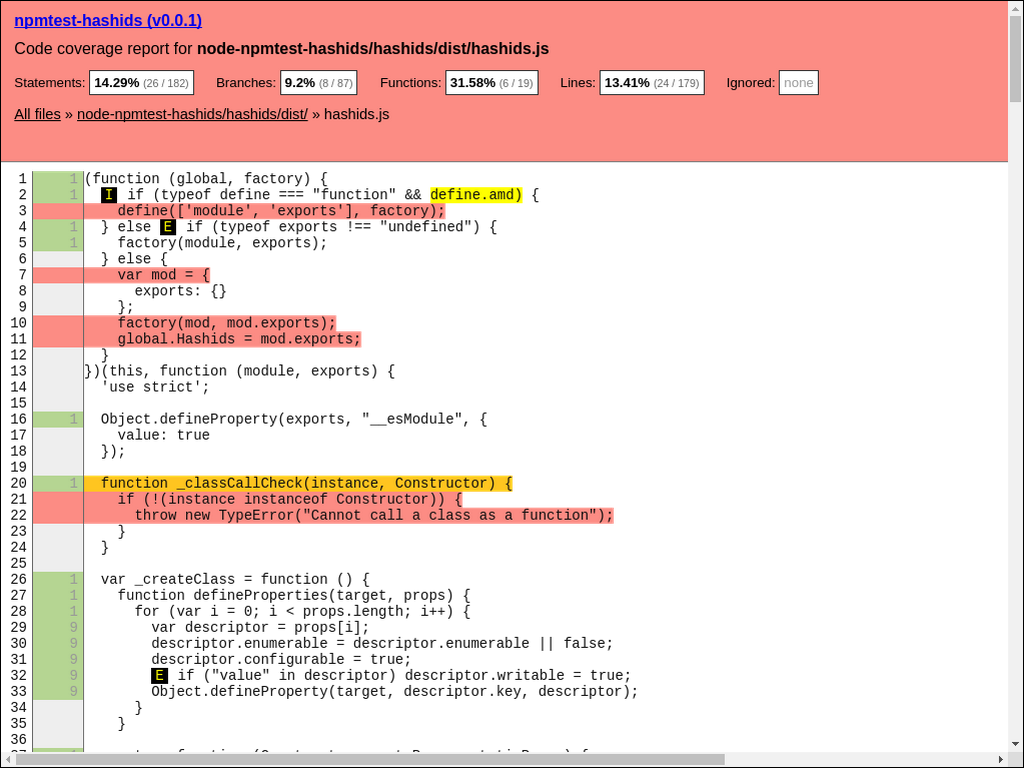 npmtest-hashids (v0.0.1)
Code coverage report for node-npmtest-hashids/hashids/dist/hashids.js
Statements: 14.29% (26 / 182) Branches: 9.2% (8 / 87) Functions: 31.58% (6 / 19) Lines: 13.41% (24 / 179) Ignored: none
All files » node-npmtest-hashids/hashids/dist/ » hashids.js
1 1 (function (global, factory) {
2 1 I if (typeof define === "function" && define.amd) {
3 define(['module', 'exports'], factory);
4 1 } else E if (typeof exports !== "undefined") {
5 1 factory(module, exports);
6 } else {
7 var mod = {
8 exports: {}
9 };
10 factory(mod, mod.exports);
11 global.Hashids = mod.exports;
12 }
13 })(this, function (module, exports) {
14 'use strict';
15
16 1 Object.defineProperty(exports, "__esModule", {
17 value: true
18 });
19
20 1 function _classCallCheck(instance, Constructor) {
21 if (!(instance instanceof Constructor)) {
22 throw new TypeError("Cannot call a class as a function");
23 }
24 }
25
26 1 var _createClass = function () {
27 1 function defineProperties(target, props) {
28 1 for (var i = 0; i < props.length; i++) {
29 9 var descriptor = props[i];
30 9 descriptor.enumerable = descriptor.enumerable || false;
31 9 descriptor.configurable = true;
32 9 E if ("value" in descriptor) descriptor.writable = true;
33 9 Object.defineProperty(target, descriptor.key, descriptor);
34 }
35 }
36